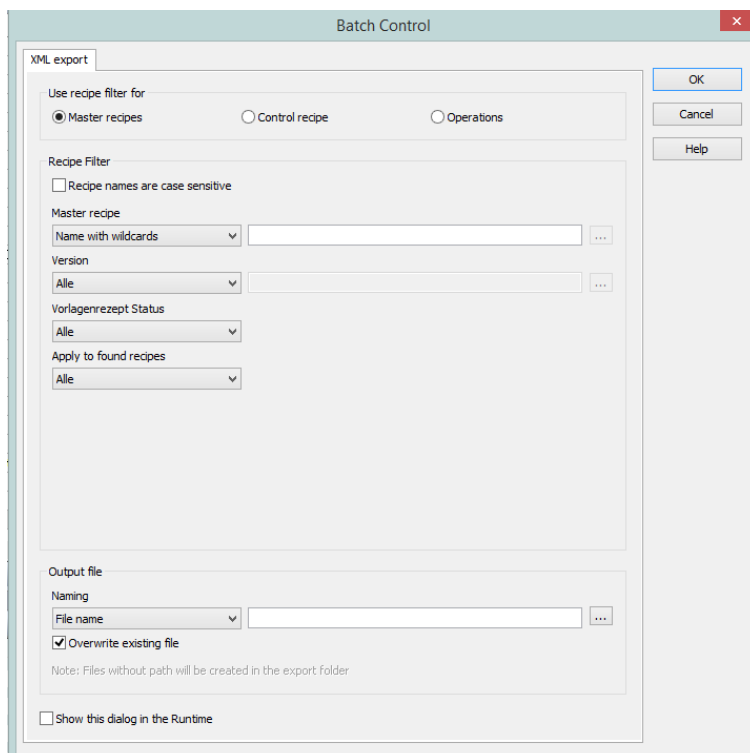 Batch Control
XML export
OK
Cancel
Help
Use recipe filter for
Master recipes Control recipe Operations
Recipe Filter
Recipe names are case sensitive
Master recipe
Name with wildcards ...
Version
Alle ...
Vorlagenrezept Status
Alle
Apply to found recipes
Alle
Output file
Naming
File name ...
Overwrite existing file
Note: Files without path will be created in the export folder
Show this dialog in the Runtime